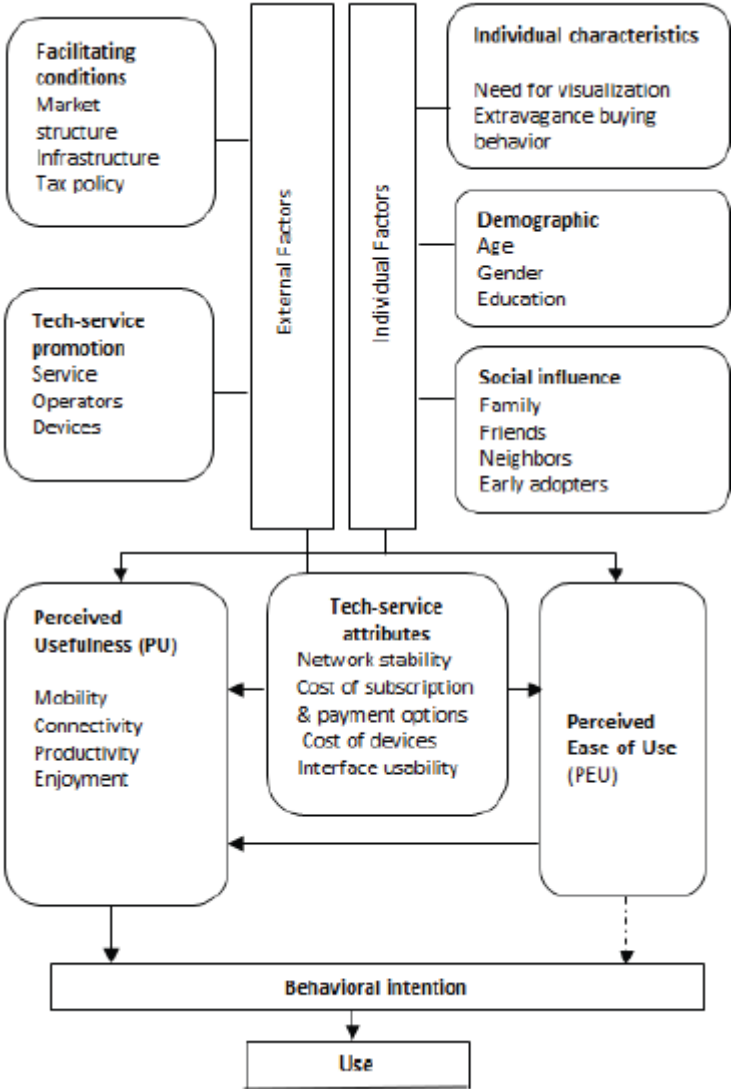 Facilitating
conditions
Market
structure
Infrastructure
Tax policy
Tech-service
promotion
Service
Operators
Devices
External Factors
Individual Factors
Individual characteristics
Need for visualization
Extravagance buying
behavior
Demographic
Age
Gender
Education
Social influence
Family
Friends
Neighbors
Early adopters
Perceived
Usefulness (PU)
Mobility
Connectivity
Productivity
Enjoyment
Tech-service
attributes
Network stability
Cost of subscription
& payment options
Cost of devices
Interface usability
Perceived
Ease of Use
(PEU)
Behavioral intention
Use